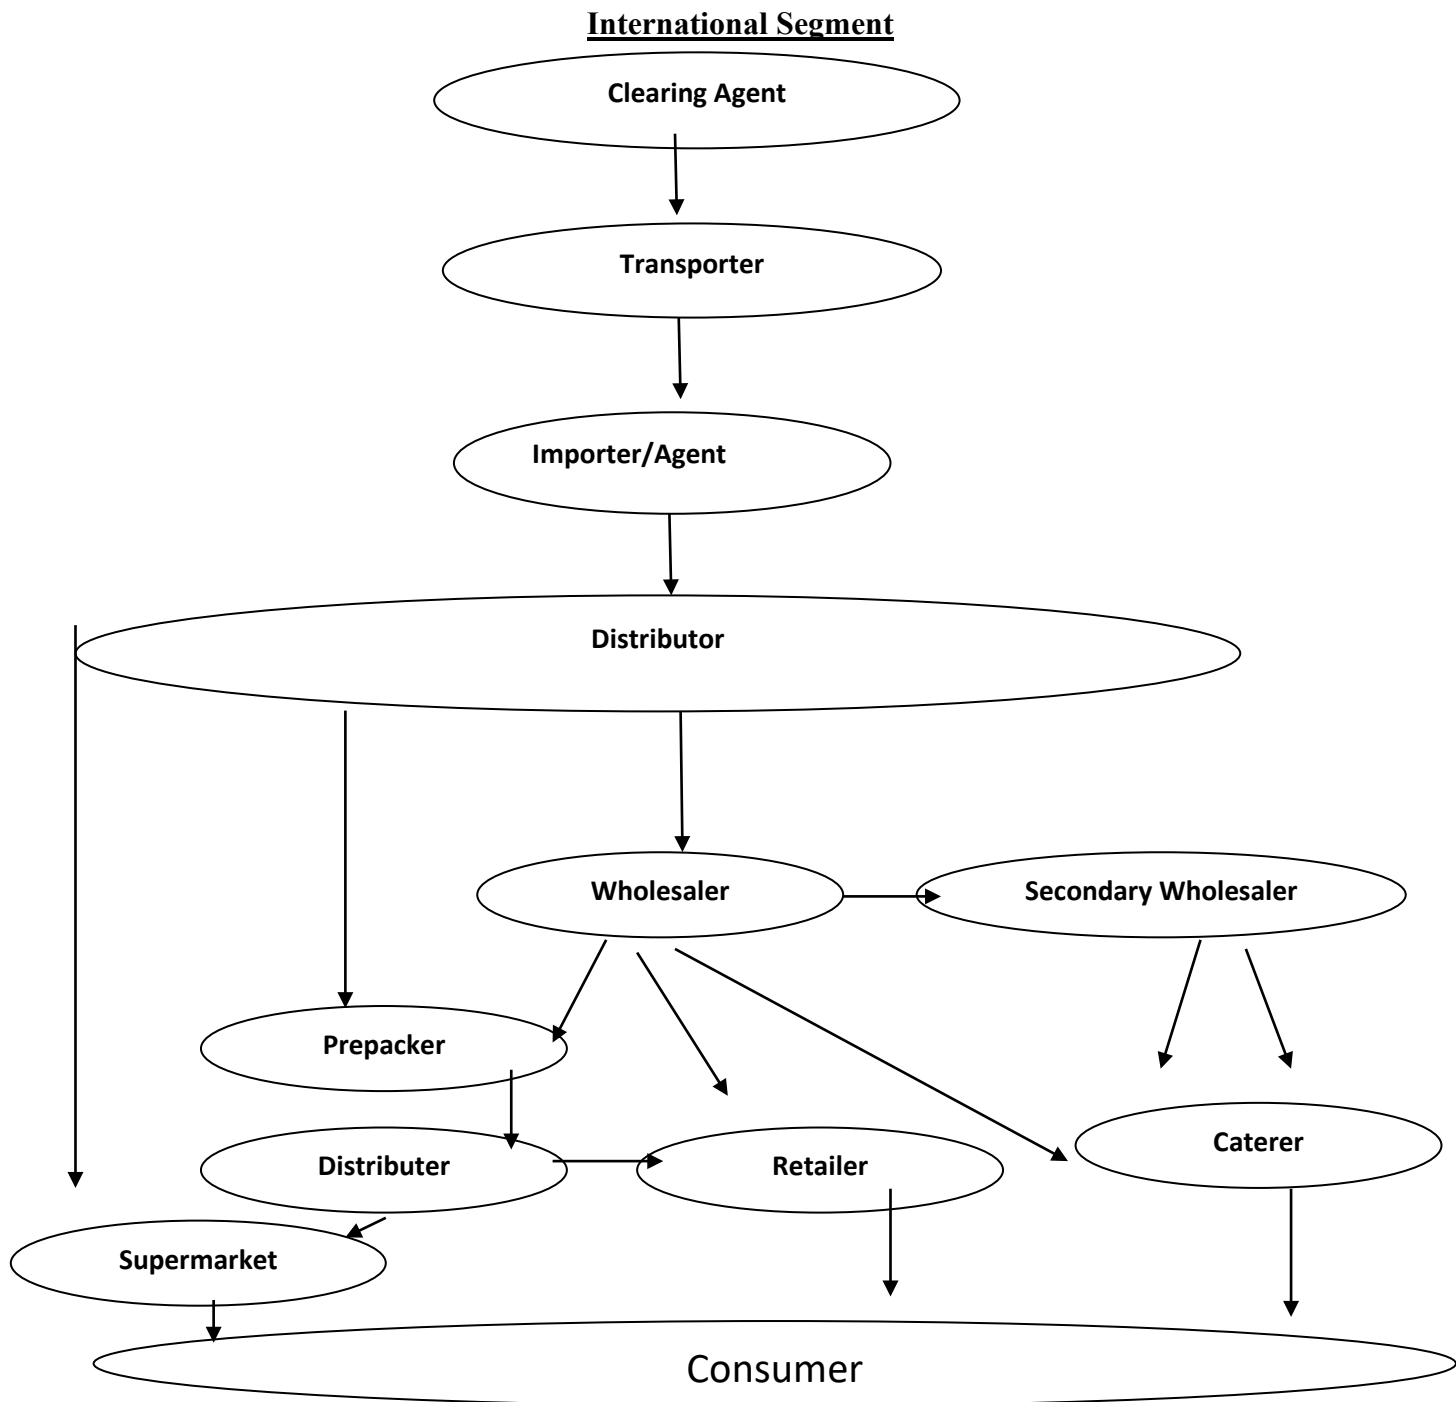 International Segment
Clearing Agent
Transporter
Importer/Agent
Distributor
Wholesaler
Secondary Wholesaler
Prepacker
Caterer
Distributer
Retailer
Supermarket
Consumer